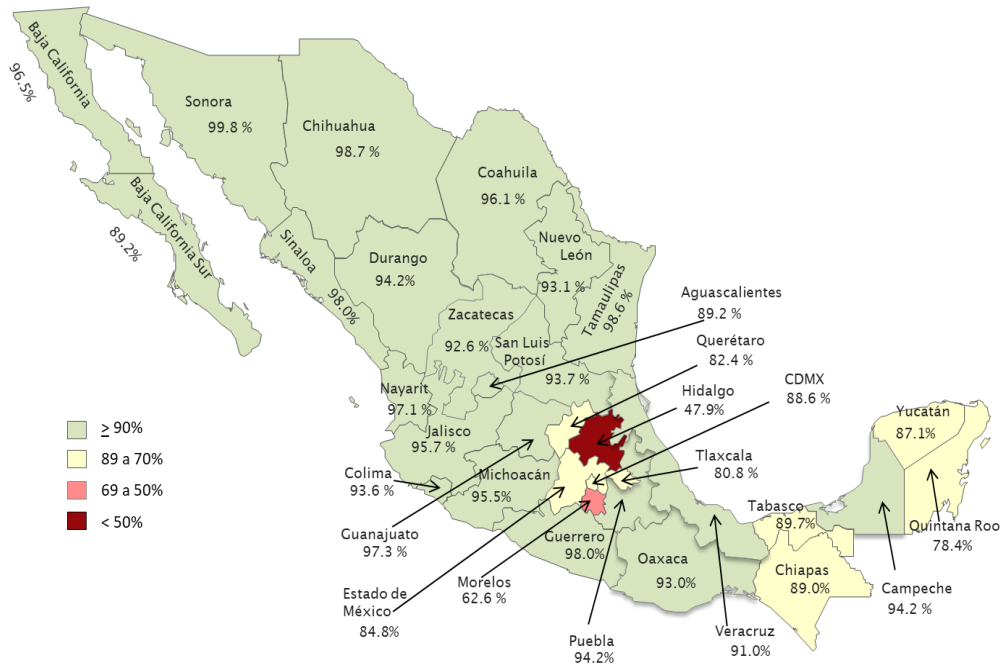 Baja California
96.5%
Sonora
99.8 %
Chihuahua
98.7 %
Coahuila
96.1 %
Baja California Sur
89.2%
Sinaloa
98.0%
Durango
94.2%
Nuevo
León
93.1 %
Tamaulipas
98.6 %
Zacatecas
92.6 %
San Luis
Potosí
93.7 %
Aguascalientes
89.2 %
Querétaro
82.4 %
Hidalgo
47.9%
CDMX
88.6 %
Nayarit
97.1 %
Jalisco
95.7 %
Tlaxcala
80.8 %
Yucatán
87.1%
Colima
93.6 %
Michoacán
95.5%
Guanajuato
97.3 %
Guerrero
98.0%
Estado de
México
84.8%
Morelos
62.6 %
Puebla
94.2%
Oaxaca
93.0%
Veracruz
91.0%
Tabasco
89.7%
Chiapas
89.0%
Quintana Roo
78.4%
Campeche
94.2 %
≥ 90%
89 a 70%
69 a 50%
< 50%